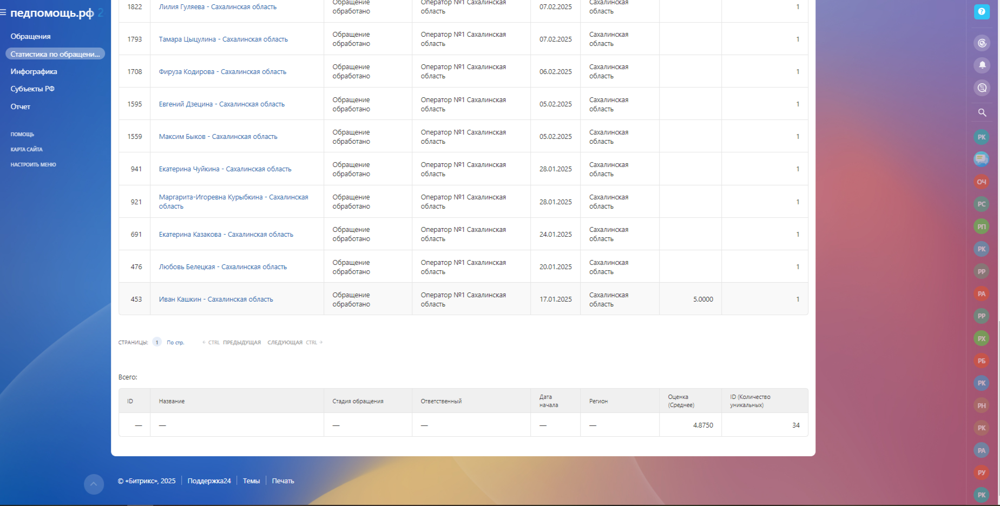 педпомощь.рф 2
Обращения
Статистика по обращени...
Инфографика
Субъекты РФ
Отчет
ПОМОЩЬ
КАРТА САЙТА
НАСТРОИТЬ МЕНЮ
1822 Лилия Гуляева - Сахалинская область Обращение обработано Оператор №1 Сахалинская область 07.02.2025 Сахалинская область 1
1793 Тамара Цыцулина - Сахалинская область Обращение обработано Оператор №1 Сахалинская область 07.02.2025 Сахалинская область 1
1708 Фируза Кодирова - Сахалинская область Обращение обработано Оператор №1 Сахалинская область 06.02.2025 Сахалинская область 1
1595 Евгений Дзецина - Сахалинская область Обращение обработано Оператор №1 Сахалинская область 05.02.2025 Сахалинская область 1
1559 Максим Быков - Сахалинская область Обращение обработано Оператор №1 Сахалинская область 05.02.2025 Сахалинская область 1
941 Екатерина Чуйкина - Сахалинская область Обращение обработано Оператор №1 Сахалинская область 28.01.2025 Сахалинская область 1
921 Маргарита-Игоревна Курыбкина - Сахалинская область Обращение обработано Оператор №1 Сахалинская область 28.01.2025 Сахалинская область 1
691 Екатерина Казакова - Сахалинская область Обращение обработано Оператор №1 Сахалинская область 24.01.2025 Сахалинская область 1
476 Любовь Белецкая - Сахалинская область Обращение обработано Оператор №1 Сахалинская область 20.01.2025 Сахалинская область 1
453 Иван Кашкин - Сахалинская область Обращение обработано Оператор №1 Сахалинская область 17.01.2025 Сахалинская область 5.0000 1
СТРАНИЦЫ: 1 По стр. ← CTRL ПРЕДЫДУЩАЯ СЛЕДУЮЩАЯ CTRL →
Всего:
ID Название Стадия обращения Ответственный Дата начала Регион Оценка (Среднее) ID (Количество уникальных)
— — — — — — 4.8750 34
© «Битрикс», 2025 Поддержка24 Темы Печать
РК
ОЧ
РС
РП
РК
РР
РА
РР
РХ
РБ
РК
РН
РК
РА
РУ
РК